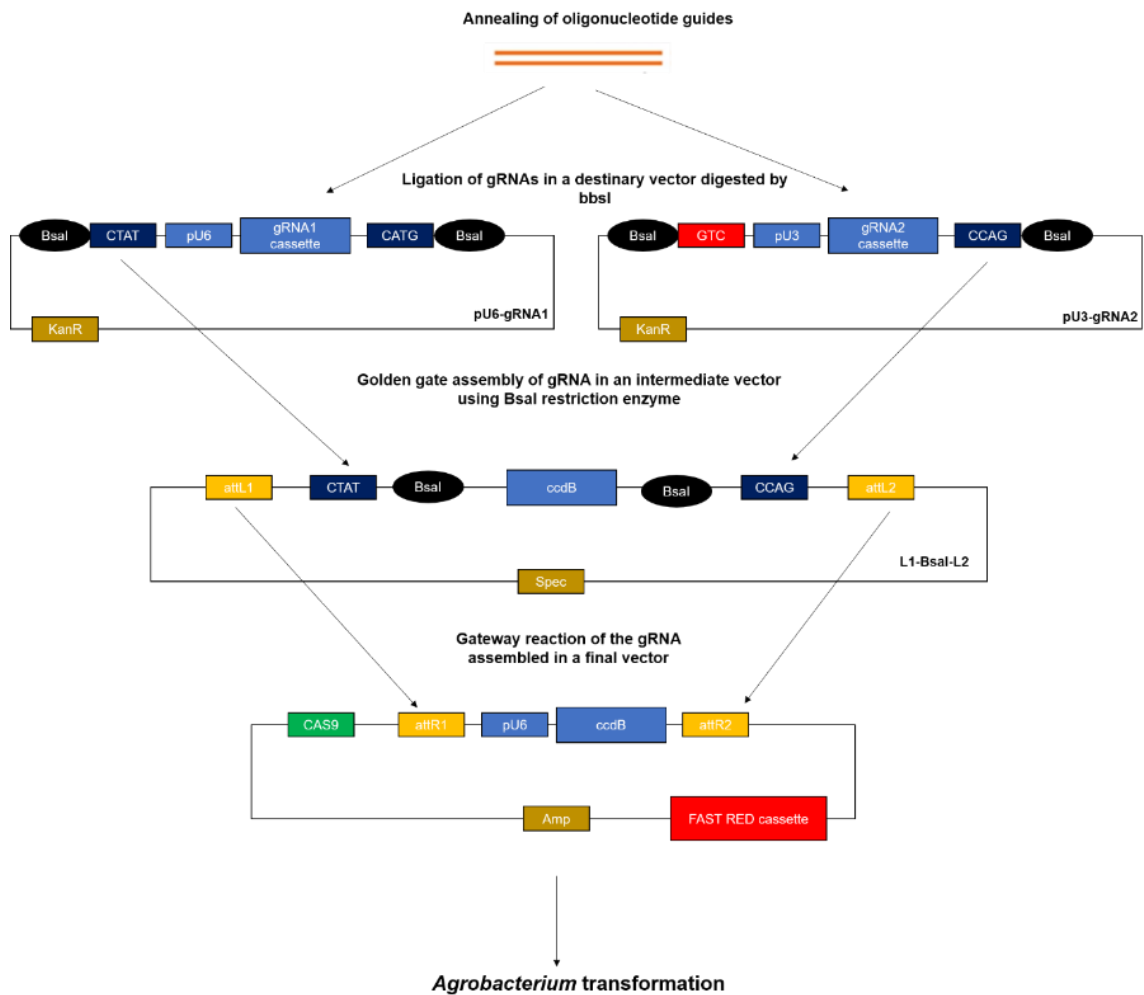 Annealing of oligonucleotide guides
Ligation of gRNAs in a destinary vector digested by
bbsI
BsaI CTAT pU6 gRNA1 cassette CATG BsaI
KanR
pU6-gRNA1
BsaI GTC pU3 gRNA2 cassette CCAG BsaI
KanR
pU3-gRNA2
Golden gate assembly of gRNA in an intermediate vector
using BsaI restriction enzyme
attL1 CTAT BsaI ccdB BsaI CCAG attL2
L1-BsaI-L2
Spec
Gateway reaction of the gRNA
assembled in a final vector
CAS9 attR1 pU6 ccdB attR2
Amp FAST RED cassette
Agrobacterium transformation